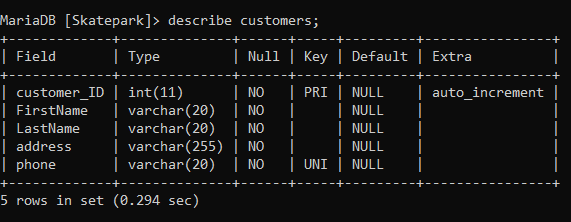 MariaDB [Skatepark]> describe customers;
+-------------+--------------+------+-----+---------+----------------+
| Field       | Type         | Null | Key | Default | Extra          |
+-------------+--------------+------+-----+---------+----------------+
| customer_ID | int(11)      | NO   | PRI | NULL    | auto_increment |
| FirstName   | varchar(20)  | NO   |     | NULL    |                |
| LastName    | varchar(20)  | NO   |     | NULL    |                |
| address     | varchar(255) | NO   |     | NULL    |                |
| phone       | varchar(20)  | NO   | UNI | NULL    |                |
+-------------+--------------+------+-----+---------+----------------+
5 rows in set (0.294 sec)